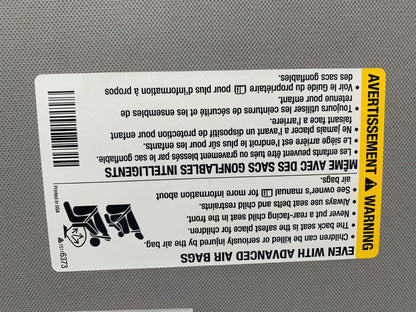 AVERTISSEMENT ⚠ WARNING
EVEN WITH ADVANCED AIR BAGS
• Children can be killed or seriously injured by the air bag.
• The back seat is the safest place for children.
• Never put a rear-facing child seat in the front.
• Always use seat belts and child restraints.
• See owner's manual for more information about
air bags.
MÊME AVEC DES SACS GONFLABLES INTELLIGENTS
• Les enfants peuvent être tués ou gravement blessés par le sac gonflable.
• Le siège arrière est l'endroit le plus sûr pour les enfants.
• Ne jamais placer à l'avant un dispositif de protection pour enfant
faisant face à l'arrière.
• Toujours utiliser les ceintures de sécurité et les ensembles de
retenue pour enfant.
• Voir le Guide du propriétaire pour plus d'information à propos
des sacs gonflables.
Printed in USA